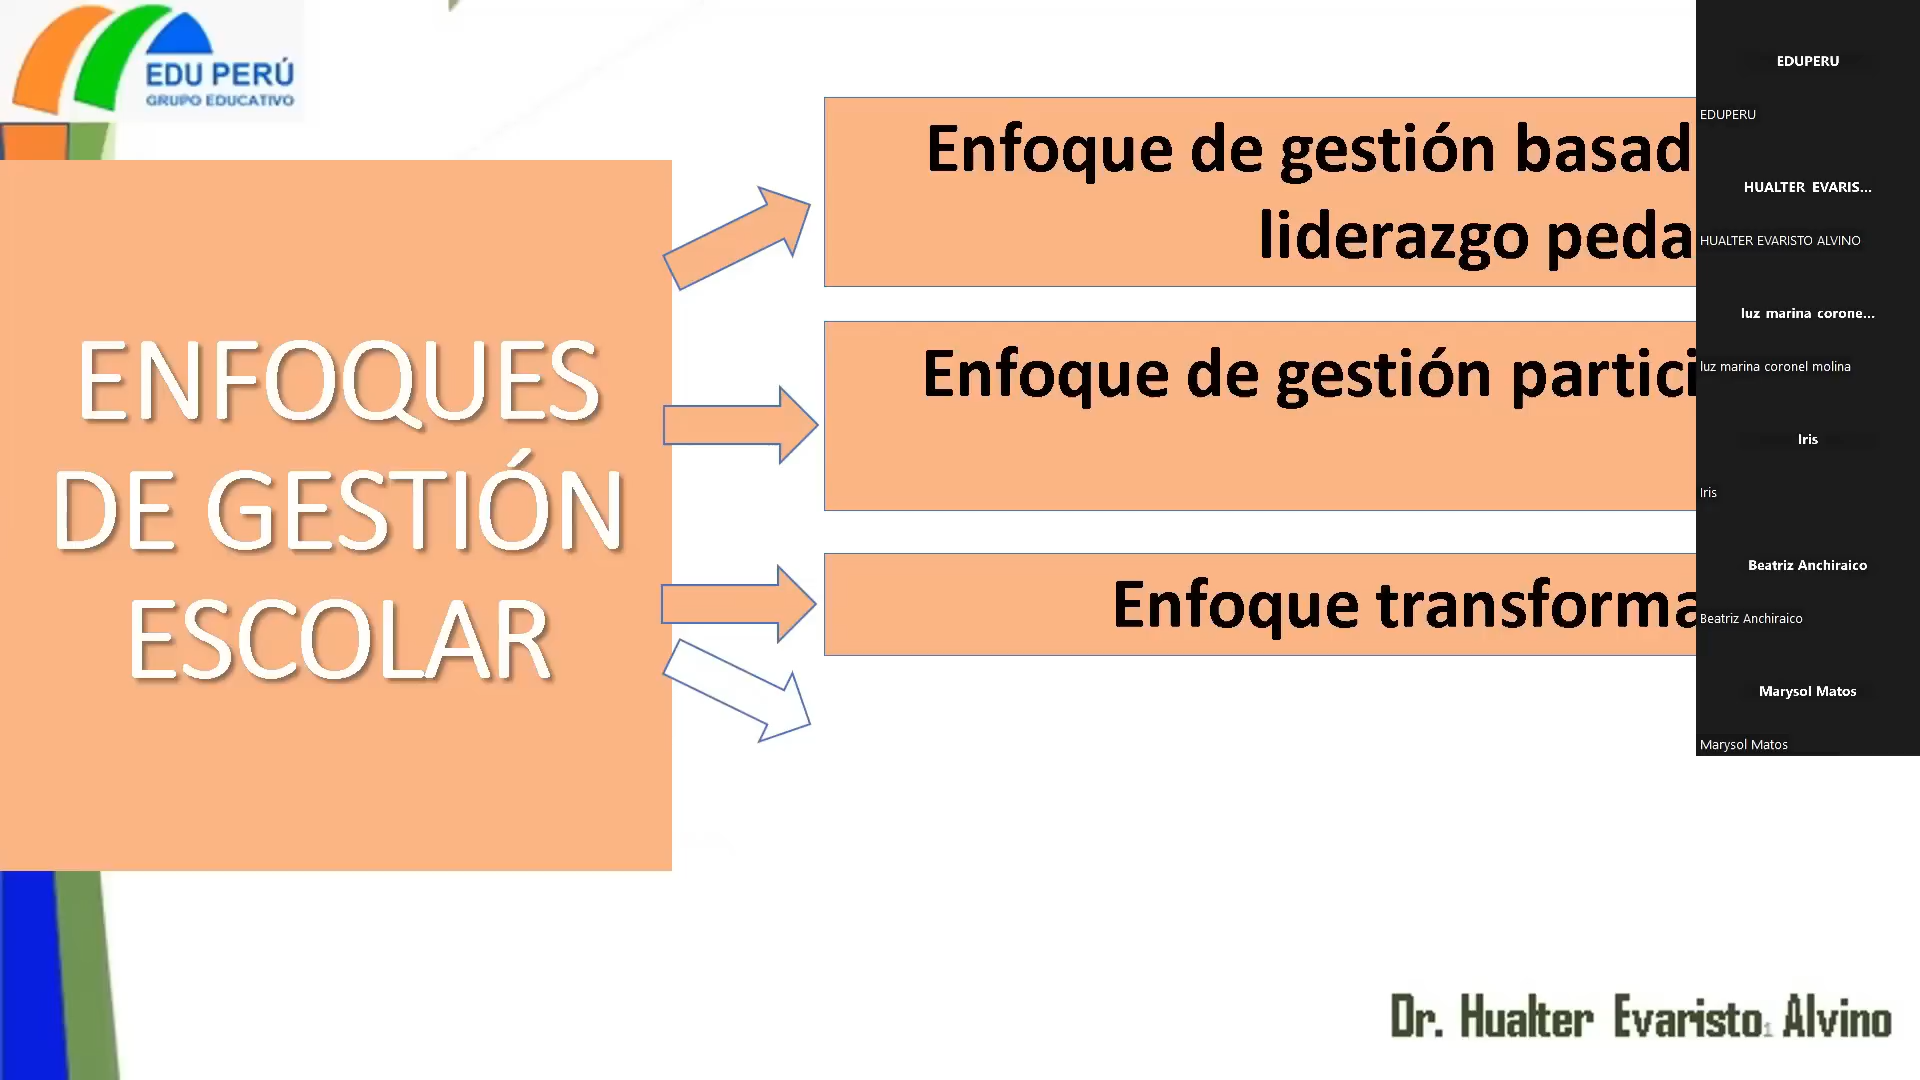 EDU PERÚ
GRUPO EDUCATIVO
ENFOQUES
DE GESTIÓN
ESCOLAR
Enfoque de gestión basad
liderazgo peda
Enfoque de gestión partici
Enfoque transforma
EDUPERU
EDUPERU
HUALTER EVARIS...
HUALTER EVARISTO ALVINO
luz marina corone...
luz marina coronel molina
Iris
Iris
Beatriz Anchiraico
Beatriz Anchiraico
Marysol Matos
Marysol Matos
Dr. Hualter Evaristo Alvino